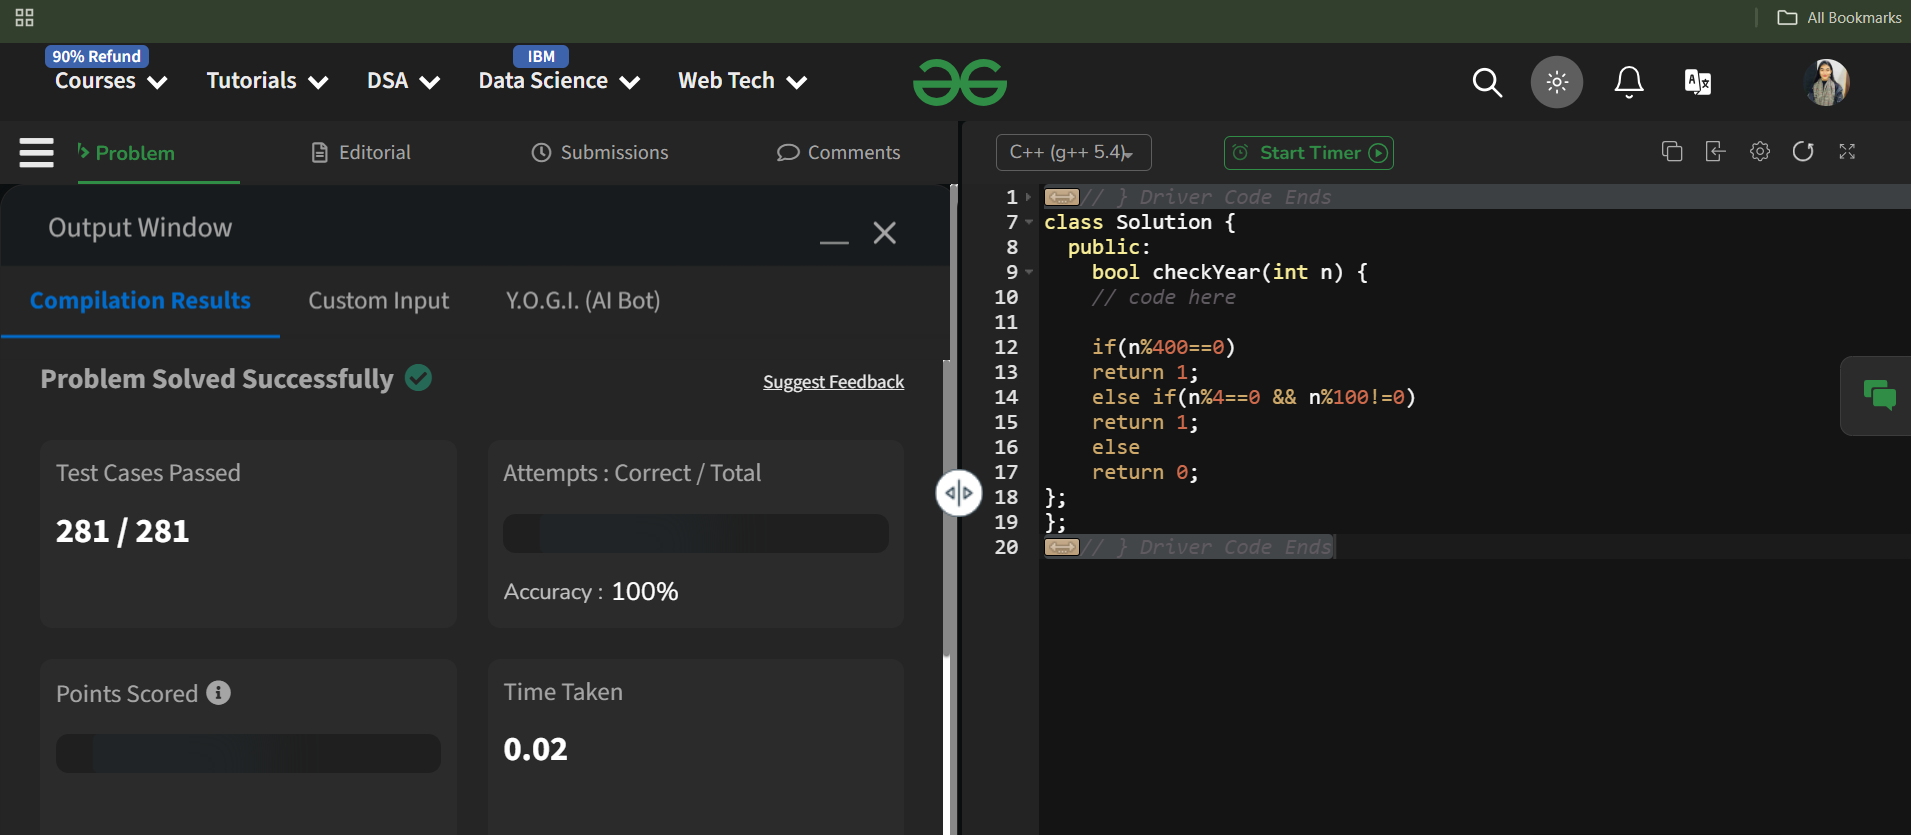 All Bookmarks
90% Refund
IBM
Courses Tutorials DSA Data Science Web Tech
Problem Editorial Submissions Comments
C++ (g++ 5.4) Start Timer
Output Window
Compilation Results Custom Input Y.O.G.I. (AI Bot)
Problem Solved Successfully
Suggest Feedback
Test Cases Passed
281 / 281
Attempts : Correct / Total
Accuracy : 100%
Points Scored
Time Taken
0.02
1 // } Driver Code Ends
7 class Solution {
8 public:
9 bool checkYear(int n) {
10 // code here
11
12 if(n%400==0)
13 return 1;
14 else if(n%4==0 && n%100!=0)
15 return 1;
16 else
17 return 0;
18 };
19 };
20 // } Driver Code Ends